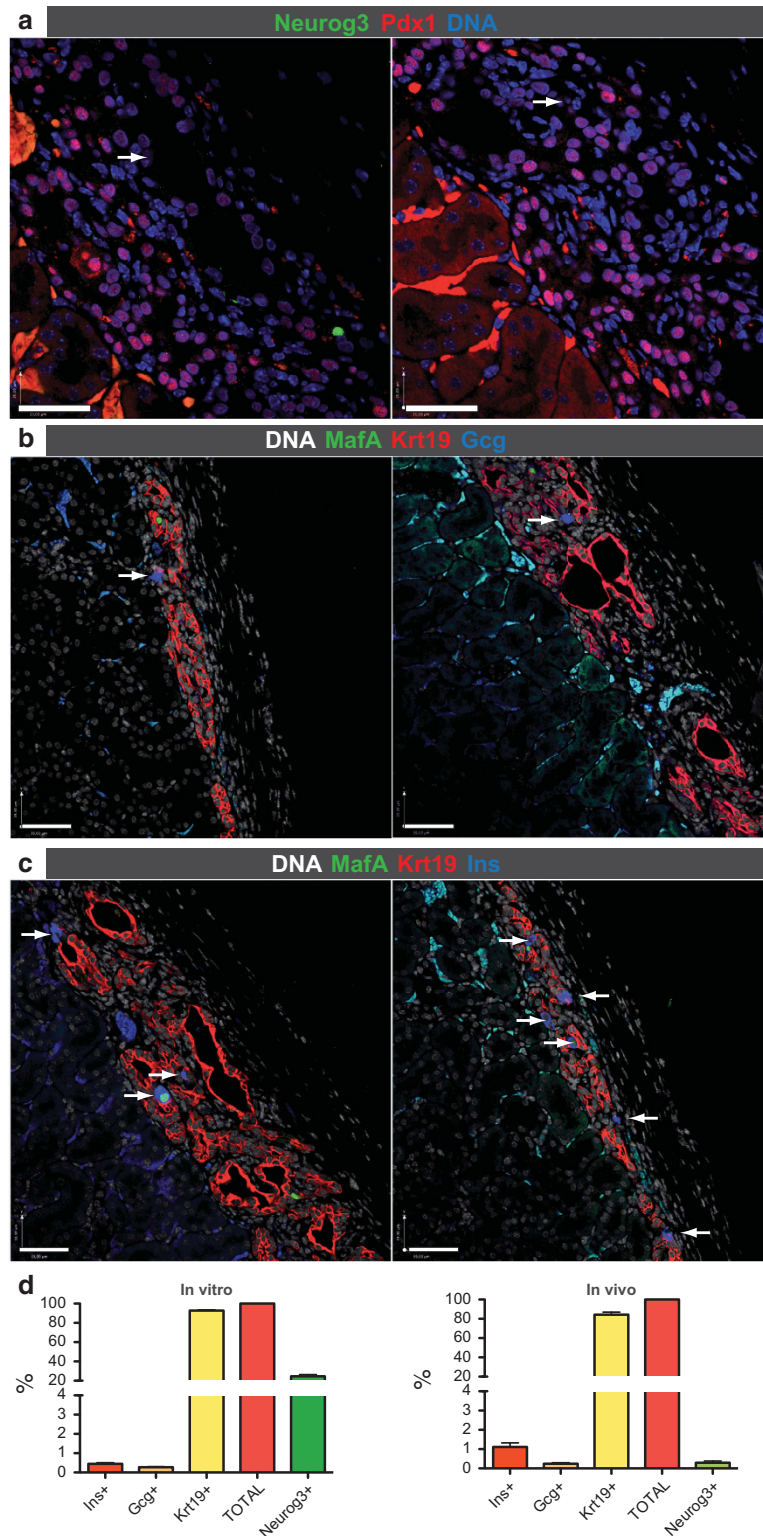 a
Neurog3 Pdx1 DNA
b
DNA MafA Krt19 Gcg
c
DNA MafA Krt19 Ins
d
In vitro
%
100
80
60
40
20
4
3
2
1
0
Ins+
Gcg+
Krt19+
TOTAL
Neurog3+
In vivo
%
100
80
60
40
20
4
3
2
1
0
Ins+
Gcg+
Krt19+
TOTAL
Neurog3+